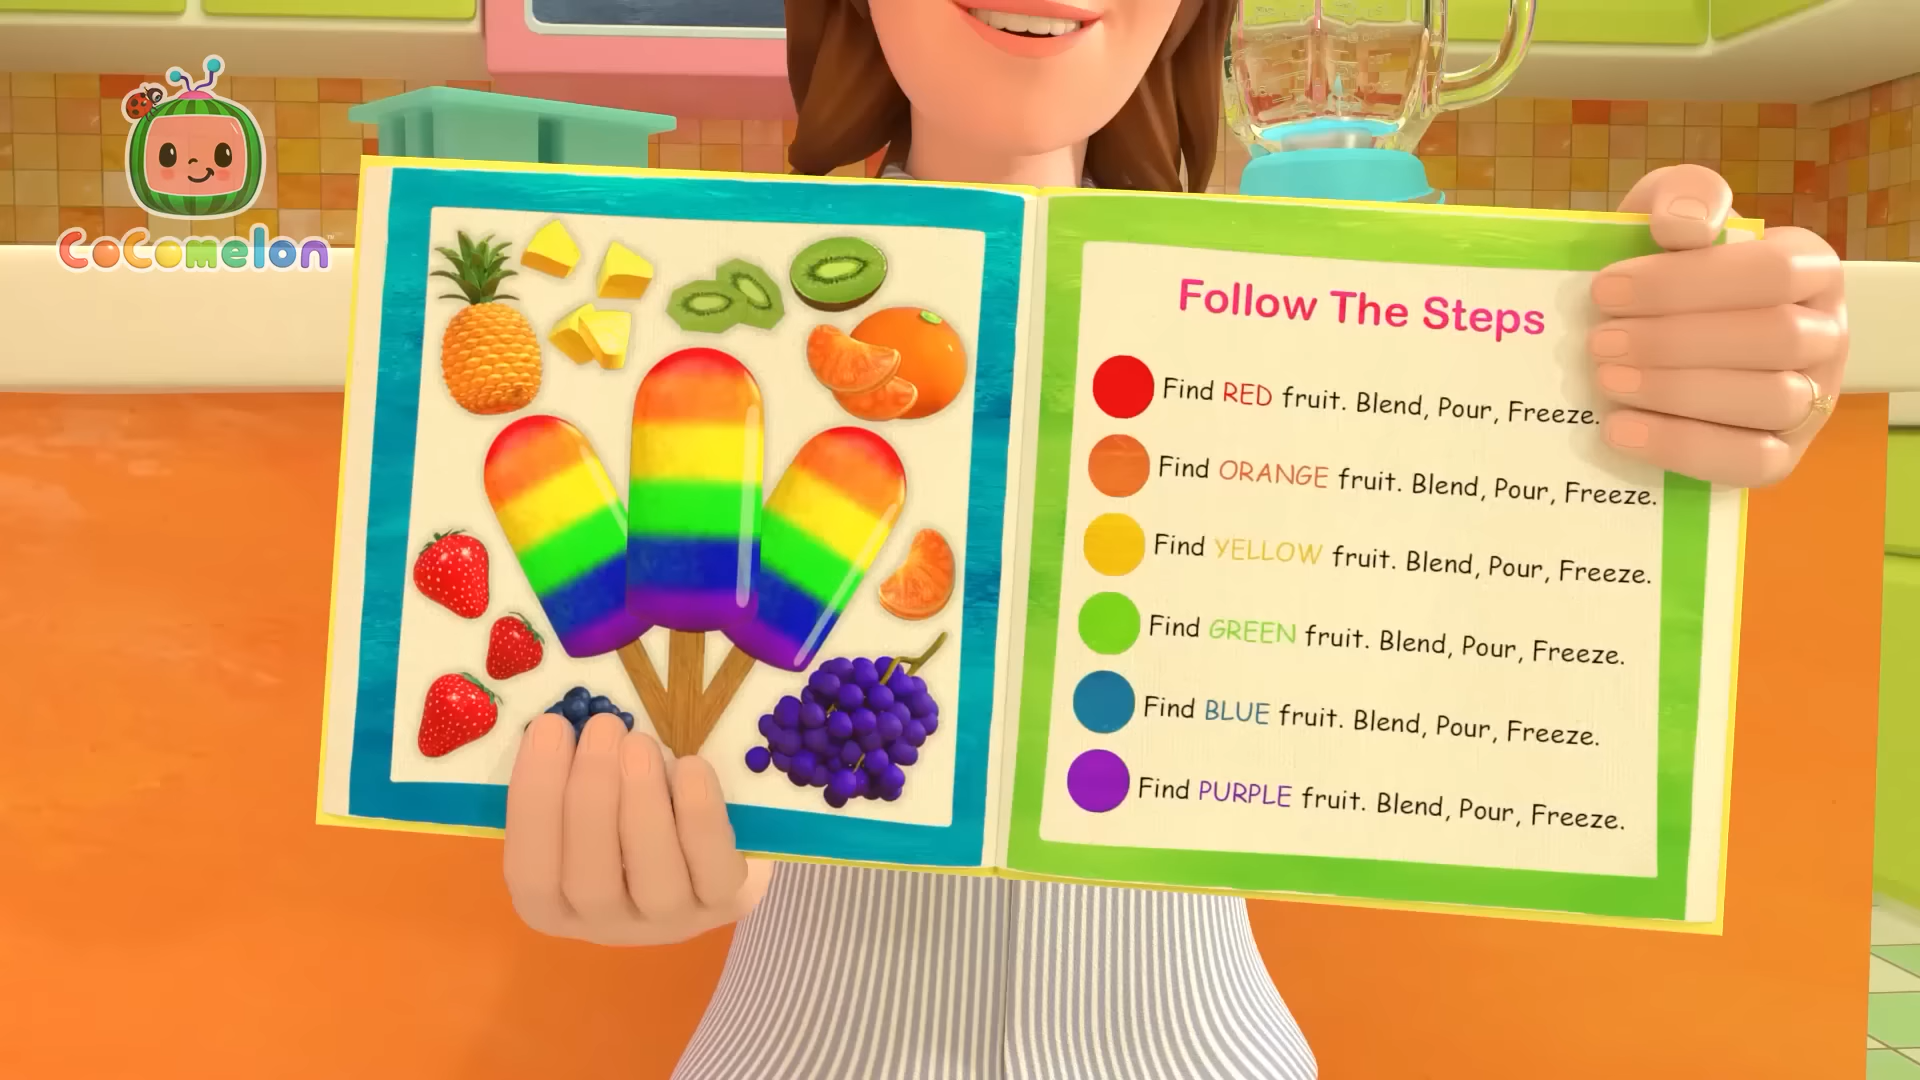 CoComelon
Follow The Steps
Find RED fruit. Blend, Pour, Freeze.
Find ORANGE fruit. Blend, Pour, Freeze.
Find YELLOW fruit. Blend, Pour, Freeze.
Find GREEN fruit. Blend, Pour, Freeze.
Find BLUE fruit. Blend, Pour, Freeze.
Find PURPLE fruit. Blend, Pour, Freeze.